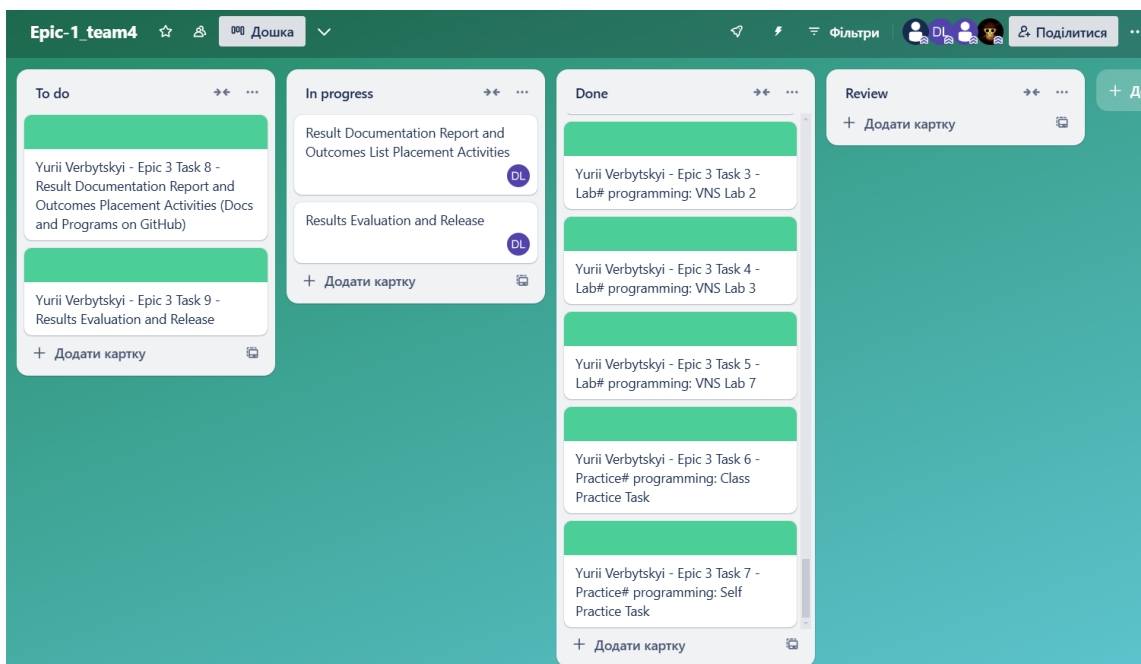 Epic-1_team4
Дошка
Фільтри
DL
Поділитися
To do
Yurii Verbytskyi - Epic 3 Task 8 -
Result Documentation Report and
Outcomes Placement Activities (Docs
and Programs on GitHub)
Yurii Verbytskyi - Epic 3 Task 9 -
Results Evaluation and Release
+ Додати картку
In progress
Result Documentation Report and
Outcomes List Placement Activities
DL
Results Evaluation and Release
DL
+ Додати картку
Done
Yurii Verbytskyi - Epic 3 Task 3 -
Lab# programming: VNS Lab 2
Yurii Verbytskyi - Epic 3 Task 4 -
Lab# programming: VNS Lab 3
Yurii Verbytskyi - Epic 3 Task 5 -
Lab# programming: VNS Lab 7
Yurii Verbytskyi - Epic 3 Task 6 -
Practice# programming: Class
Practice Task
Yurii Verbytskyi - Epic 3 Task 7 -
Practice# programming: Self
Practice Task
+ Додати картку
Review
+ Додати картку